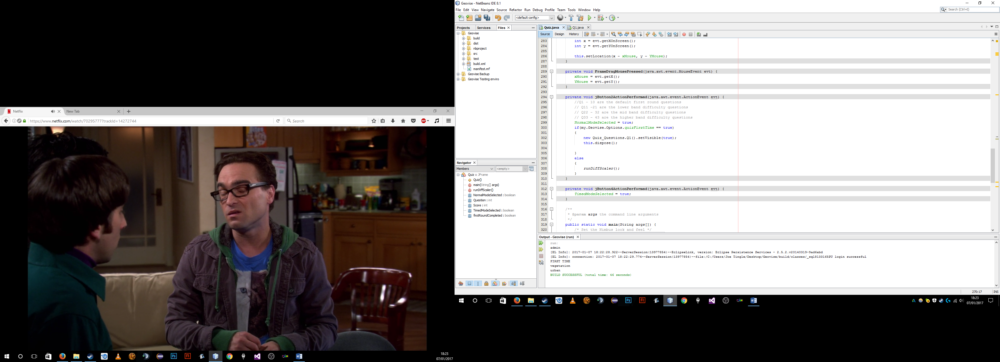 Netflix
New Tab
https://www.netflix.com/watch/70295777?trackId=14272744
Search
ABP
Bites
Ps
Fl
18:23
07/01/2017
Geovise - NetBeans IDE 8.1
File Edit View Navigate Source Refactor Run Debug Profile Team Tools Window Help
Search (Ctrl+I)
<default config>
Projects Services Files
Geovise
build
dist
nbproject
src
test
build.xml
manifest.mf
Geovise Backup
Geovise Testing enviro
Navigator
Members <empty>
Quiz :: JFrame
Quiz()
main(String[] args)
runDiffScaler()
NormalModeSelected : boolean
Question : int
Score : int
TimedModeSelected : boolean
firstRoundCompleted : boolean
Quiz.java Q1.java
Source Design History
283 int x = evt.getXOnScreen();
284 int y = evt.getYOnScreen();
285
286 this.setLocation(x - xMouse, y - YMouse);
287 }
288
289 private void FrameDragMousePressed(java.awt.event.MouseEvent evt) {
290 xMouse = evt.getX();
291 YMouse = evt.getY();
292 }
293
294 private void jButton2ActionPerformed(java.awt.event.ActionEvent evt) {
295 //Q1 - 10 are the default first round questions
296 // Q11 -21 are the lower band difficulty questions
297 // Q22 - 32 are the mid band difficulty questions
298 // Q33 - 43 are the higher band difficulty questions
299 NormalModeSelected = true;
300 if(my.Geovise.Options.quizFirstTime == true)
301 {
302 new Quiz_Questions.Q1().setVisible(true);
303 this.dispose();
304
305 }
306 else
307 {
308 runDiffScaler();
309 }
310 }
311
312 private void jButton4ActionPerformed(java.awt.event.ActionEvent evt) {
313 TimedModeSelected = true;
314 }
315
316 /**
317 * @param args the command line arguments
318 */
319 public static void main(String args[]) {
320 /* Set the Nimbus look and feel */
Output - Geovise (run)
run:
admin
[EL Info]: 2017-01-07 18:22:28.922--ServerSession(13977854)--EclipseLink, version: Eclipse Persistence Services - 2.5.2.v20140319-9ad6abd
[EL Info]: connection: 2017-01-07 18:22:29.774--ServerSession(13977854)--file:/C:/Users/Joe Tingle/Desktop/Geovise/build/classes/_sql8133165PU login successful
FIRST TIME
vegetation
urban
BUILD SUCCESSFUL (total time: 46 seconds)
270:17 INS
Ps
Fl
18:23
07/01/2017